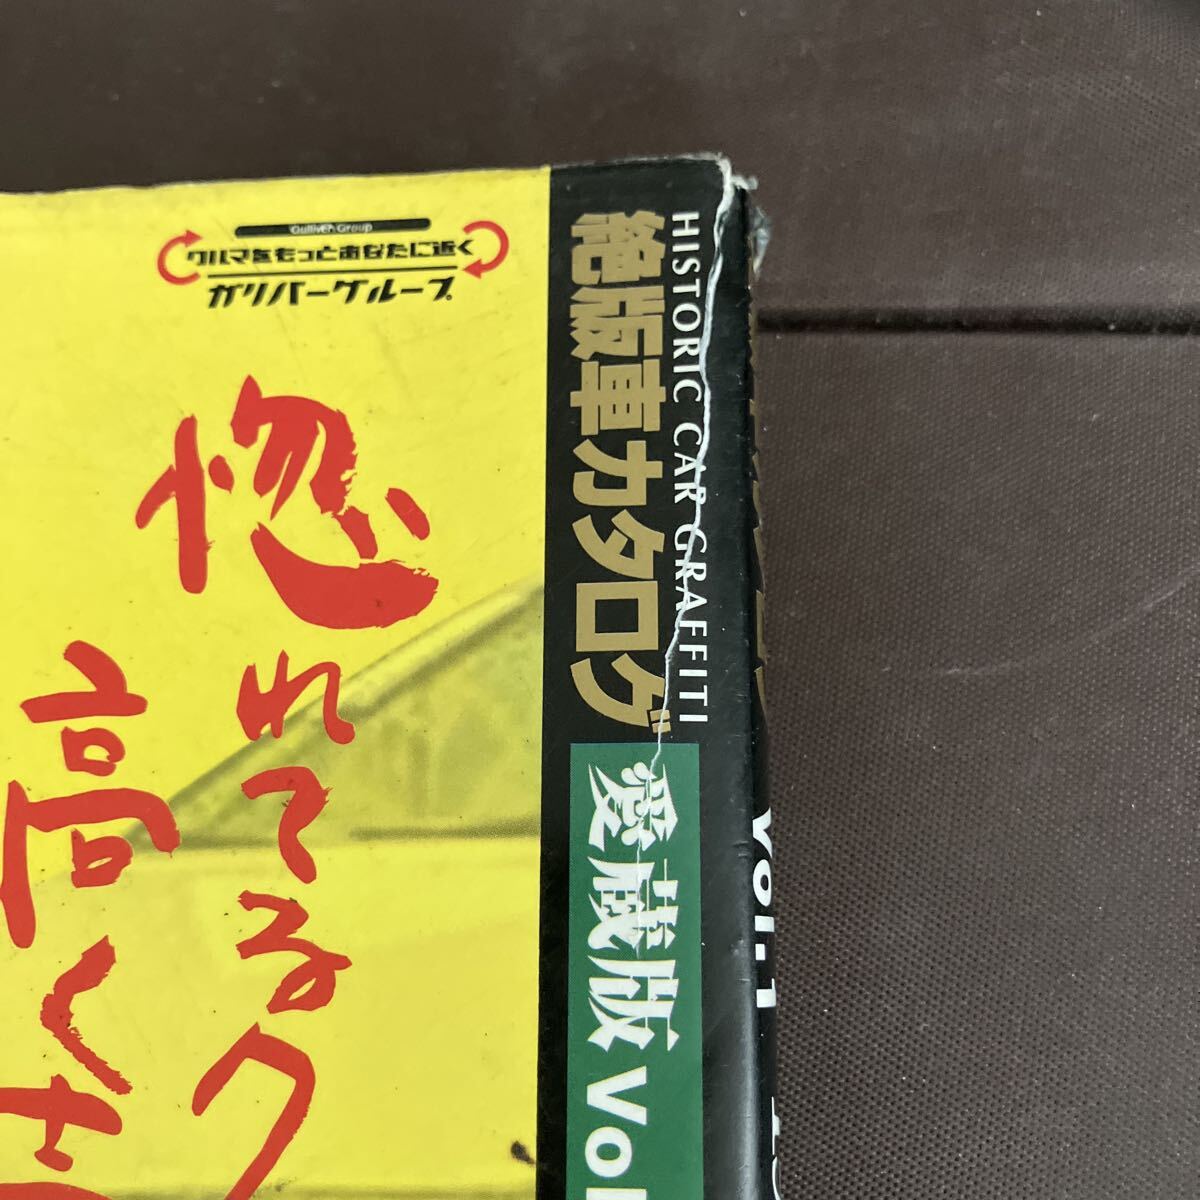 Gulliver Group
クルマをもっとあなたに近く
ガリバーグループ
惚れてるク
高く
HISTORIC CAR GRAFFITI
絶版車カタログ
愛蔵版 Vol
Vol. 1